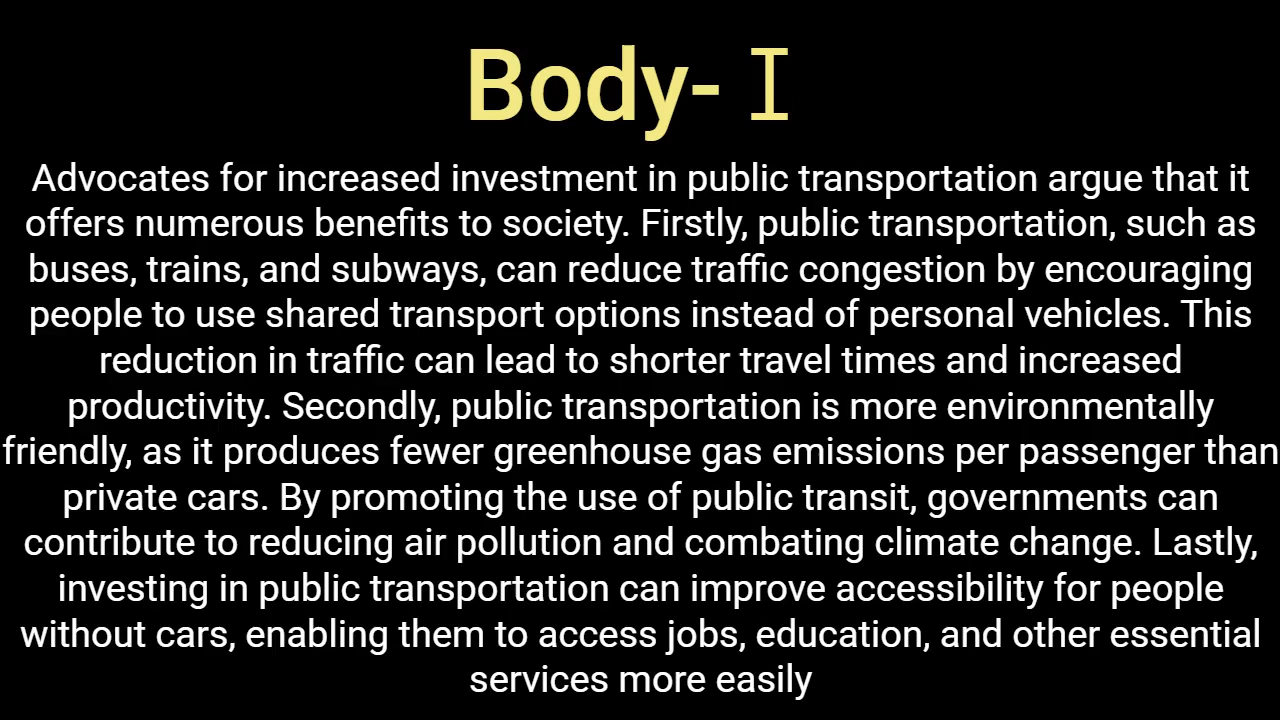 Body- I
Advocates for increased investment in public transportation argue that it
offers numerous benefits to society. Firstly, public transportation, such as
buses, trains, and subways, can reduce traffic congestion by encouraging
people to use shared transport options instead of personal vehicles. This
reduction in traffic can lead to shorter travel times and increased
productivity. Secondly, public transportation is more environmentally
friendly, as it produces fewer greenhouse gas emissions per passenger than
private cars. By promoting the use of public transit, governments can
contribute to reducing air pollution and combating climate change. Lastly,
investing in public transportation can improve accessibility for people
without cars, enabling them to access jobs, education, and other essential
services more easily